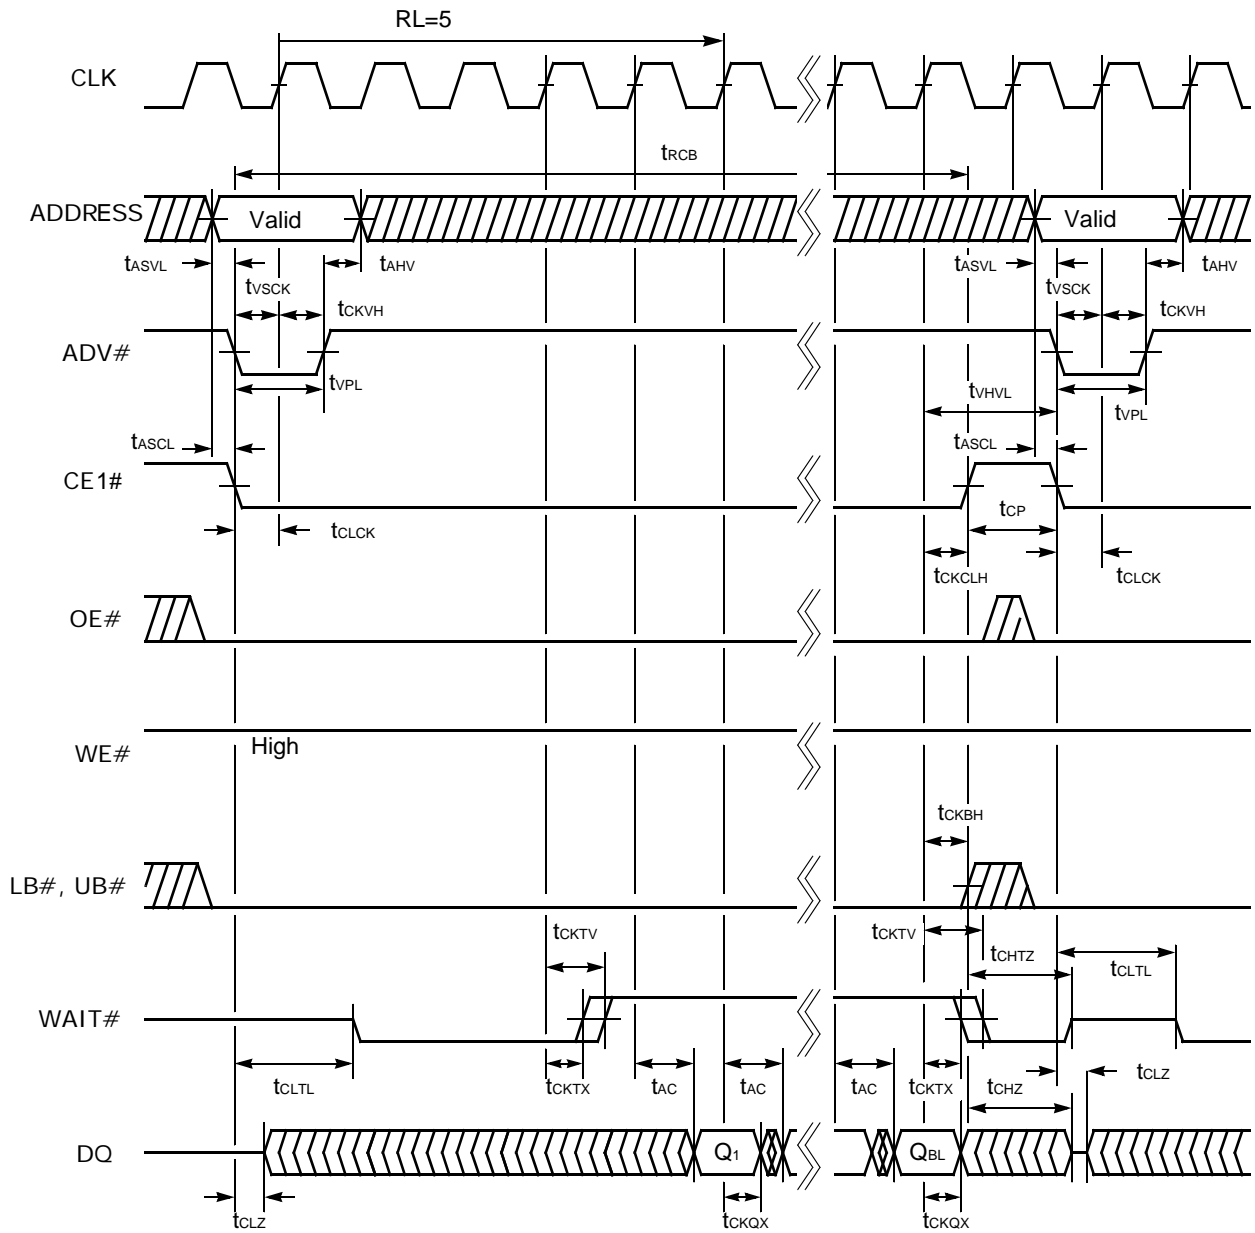 RL=5
CLK
tRCB
ADDRESS Valid Valid
tASVL tAHV tASVL tAHV
tVSCK tVSCK
tCKVH tCKVH
ADV#
tVPL tVHVL tVPL
tASCL tASCL
CE1#
tCP
tCLCK tCKCLH tCLCK
OE#
High
WE#
tCKBH
LB#, UB#
tCKTV tCKTV
tCHTZ tCLTL
WAIT#
tCLTL tCKTX tAC tAC tAC tCKTX tCHZ tCLZ
DQ Q1 QBL
tCLZ tCKQX tCKQX